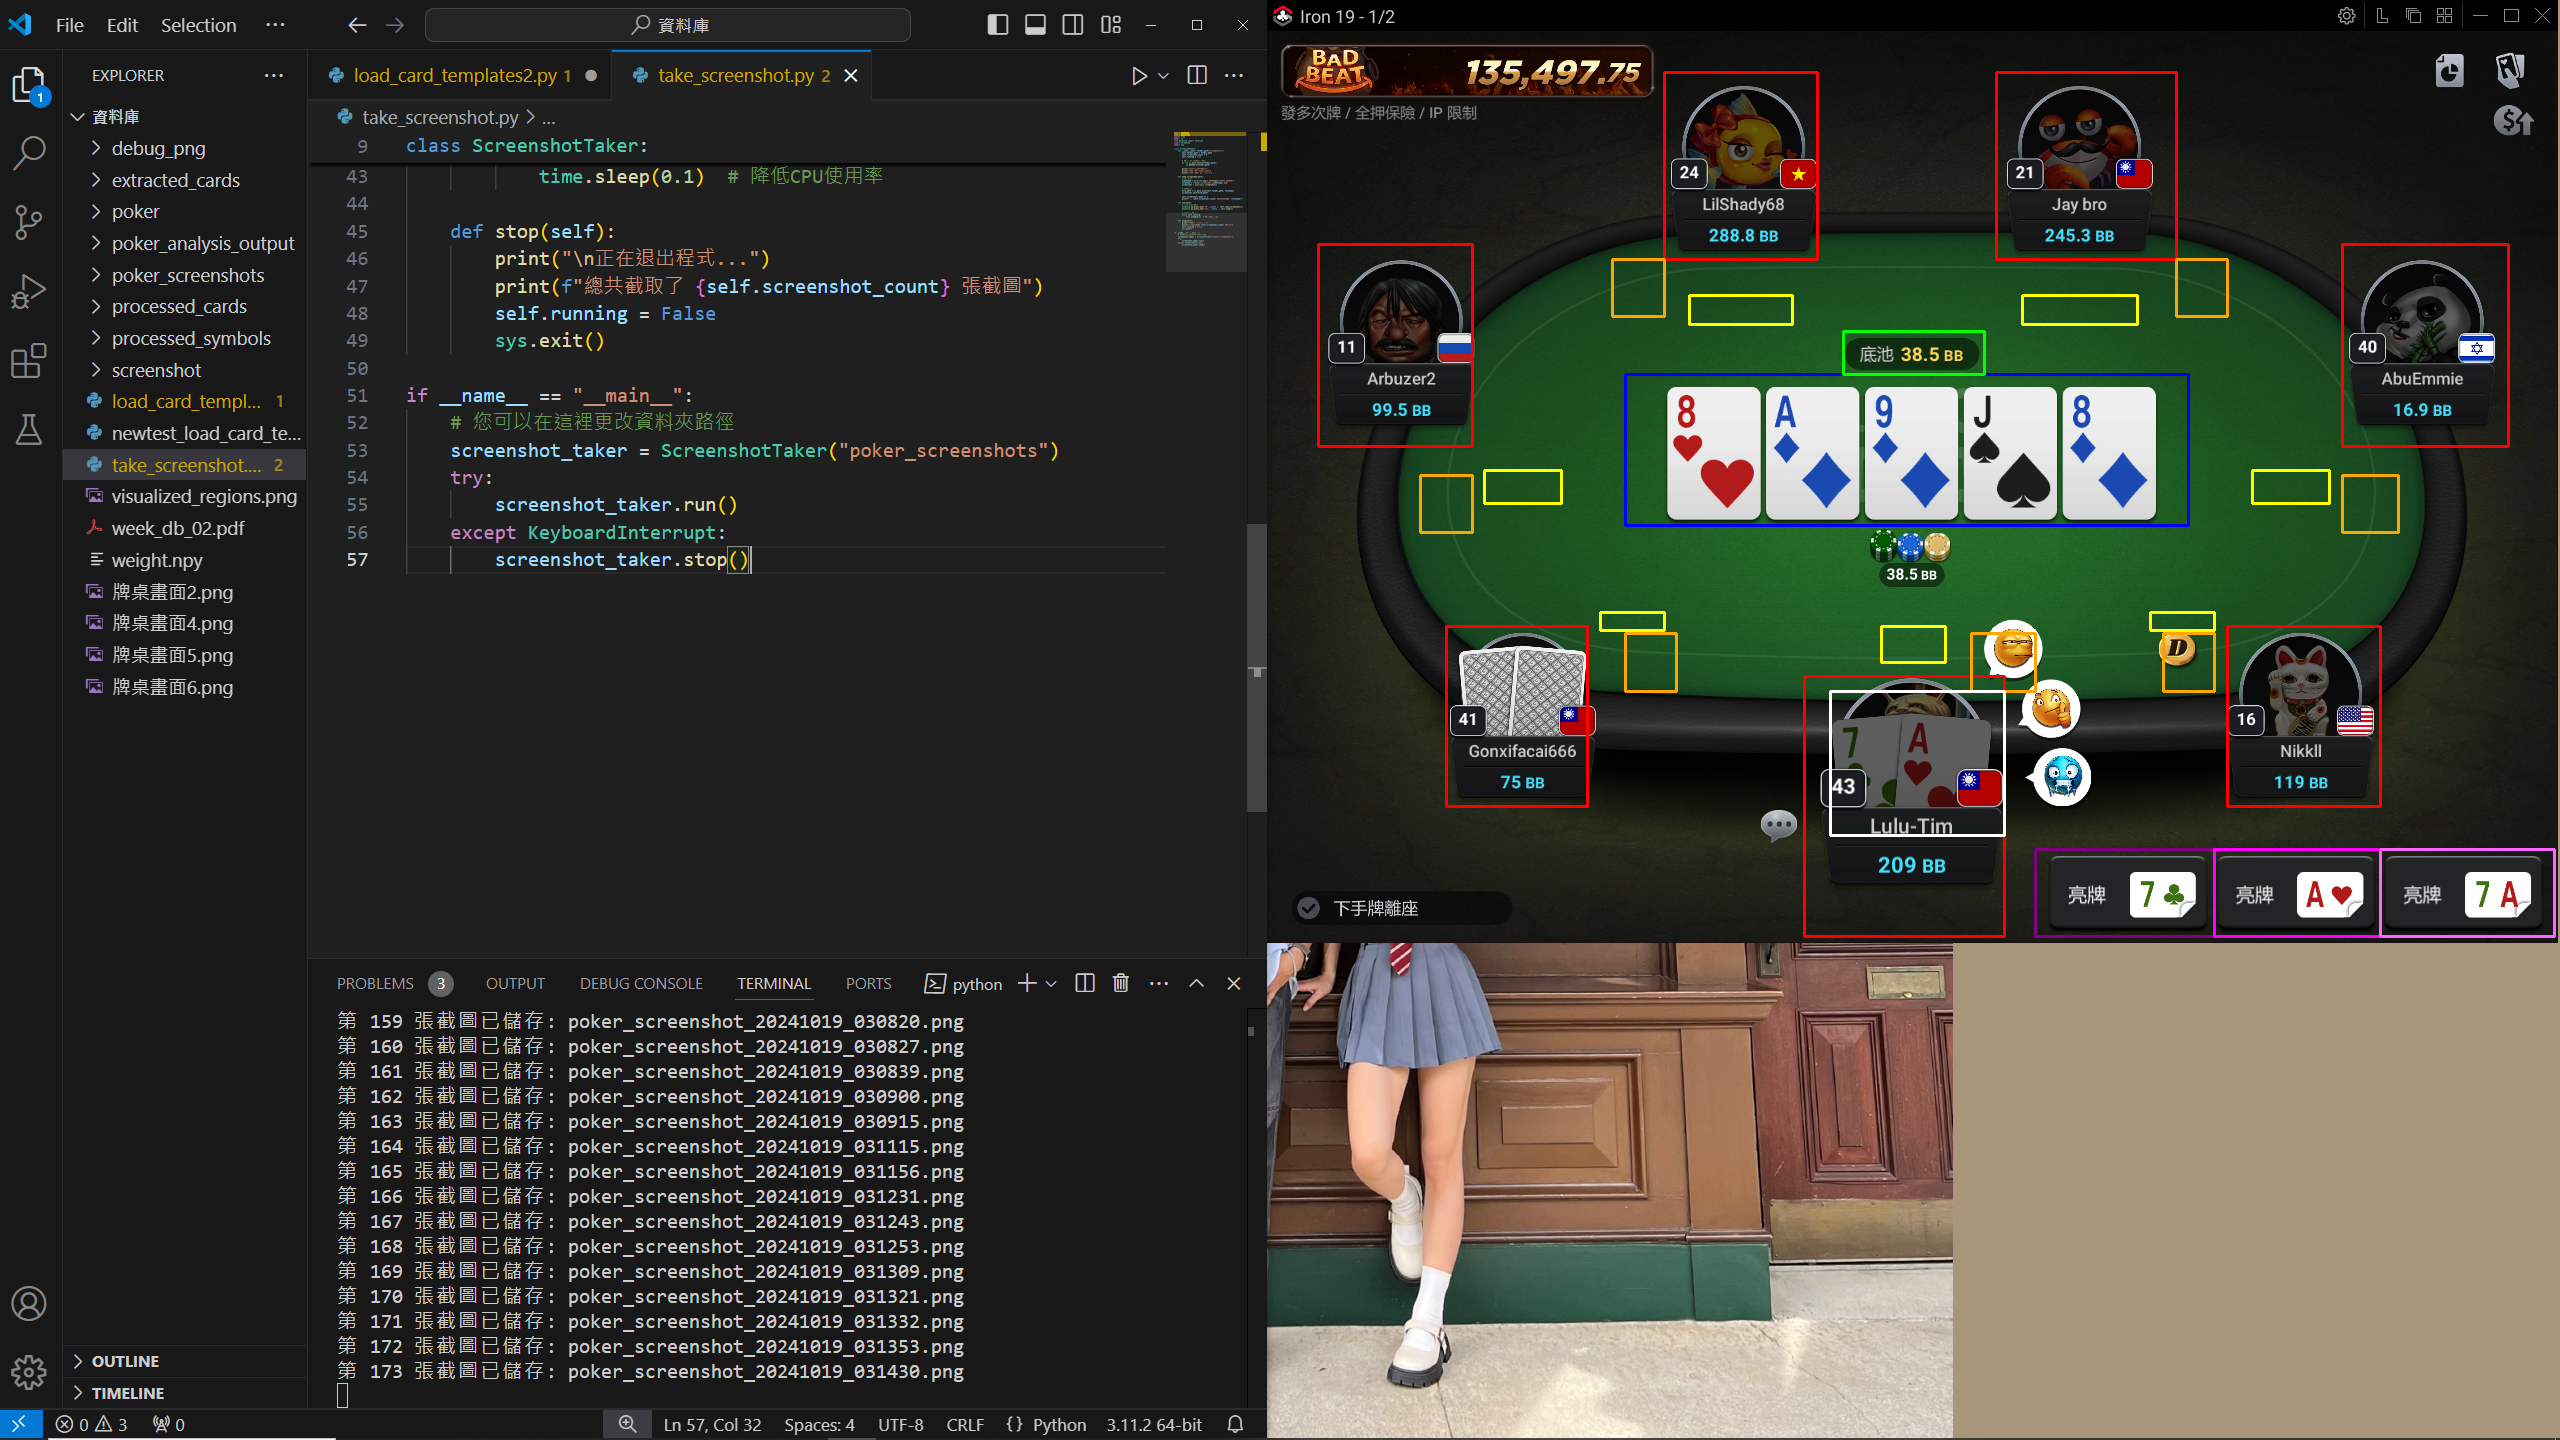 File Edit Selection ··· 資料庫
EXPLORER ···
資料庫
debug_png
extracted_cards
poker
poker_analysis_output
poker_screenshots
processed_cards
processed_symbols
screenshot
load_card_templ... 1
newtest_load_card_te...
take_screenshot.... 2
visualized_regions.png
week_db_02.pdf
weight.npy
牌桌畫面2.png
牌桌畫面4.png
牌桌畫面5.png
牌桌畫面6.png
OUTLINE
TIMELINE
1
load_card_templates2.py 1 take_screenshot.py 2
take_screenshot.py > ...
9 class ScreenshotTaker:
43 time.sleep(0.1) # 降低CPU使用率
44
45 def stop(self):
46 print("\n正在退出程式...")
47 print(f"總共截取了 {self.screenshot_count} 張截圖")
48 self.running = False
49 sys.exit()
50
51 if __name__ == "__main__":
52 # 您可以在這裡更改資料夾路徑
53 screenshot_taker = ScreenshotTaker("poker_screenshots")
54 try:
55 screenshot_taker.run()
56 except KeyboardInterrupt:
57 screenshot_taker.stop()
PROBLEMS 3 OUTPUT DEBUG CONSOLE TERMINAL PORTS python
第 159 張截圖已儲存: poker_screenshot_20241019_030820.png
第 160 張截圖已儲存: poker_screenshot_20241019_030827.png
第 161 張截圖已儲存: poker_screenshot_20241019_030839.png
第 162 張截圖已儲存: poker_screenshot_20241019_030900.png
第 163 張截圖已儲存: poker_screenshot_20241019_030915.png
第 164 張截圖已儲存: poker_screenshot_20241019_031115.png
第 165 張截圖已儲存: poker_screenshot_20241019_031156.png
第 166 張截圖已儲存: poker_screenshot_20241019_031231.png
第 167 張截圖已儲存: poker_screenshot_20241019_031243.png
第 168 張截圖已儲存: poker_screenshot_20241019_031253.png
第 169 張截圖已儲存: poker_screenshot_20241019_031309.png
第 170 張截圖已儲存: poker_screenshot_20241019_031321.png
第 171 張截圖已儲存: poker_screenshot_20241019_031332.png
第 172 張截圖已儲存: poker_screenshot_20241019_031353.png
第 173 張截圖已儲存: poker_screenshot_20241019_031430.png
0 3 0 Ln 57, Col 32 Spaces: 4 UTF-8 CRLF {} Python 3.11.2 64-bit
Iron 19 - 1/2
BAD BEAT 135,497.75
發多次牌 / 全押保險 / IP 限制
24
LilShady68
288.8 BB
21
Jay bro
245.3 BB
11
Arbuzer2
99.5 BB
40
AbuEmmie
16.9 BB
底池 38.5 BB
8 A 9 J 8
38.5 BB
41
Gonxifacai666
75 BB
7 A
43
Lulu-Tim
209 BB
D
16
Nikkll
119 BB
下手牌離座
亮牌 7
亮牌 A
亮牌 7 A